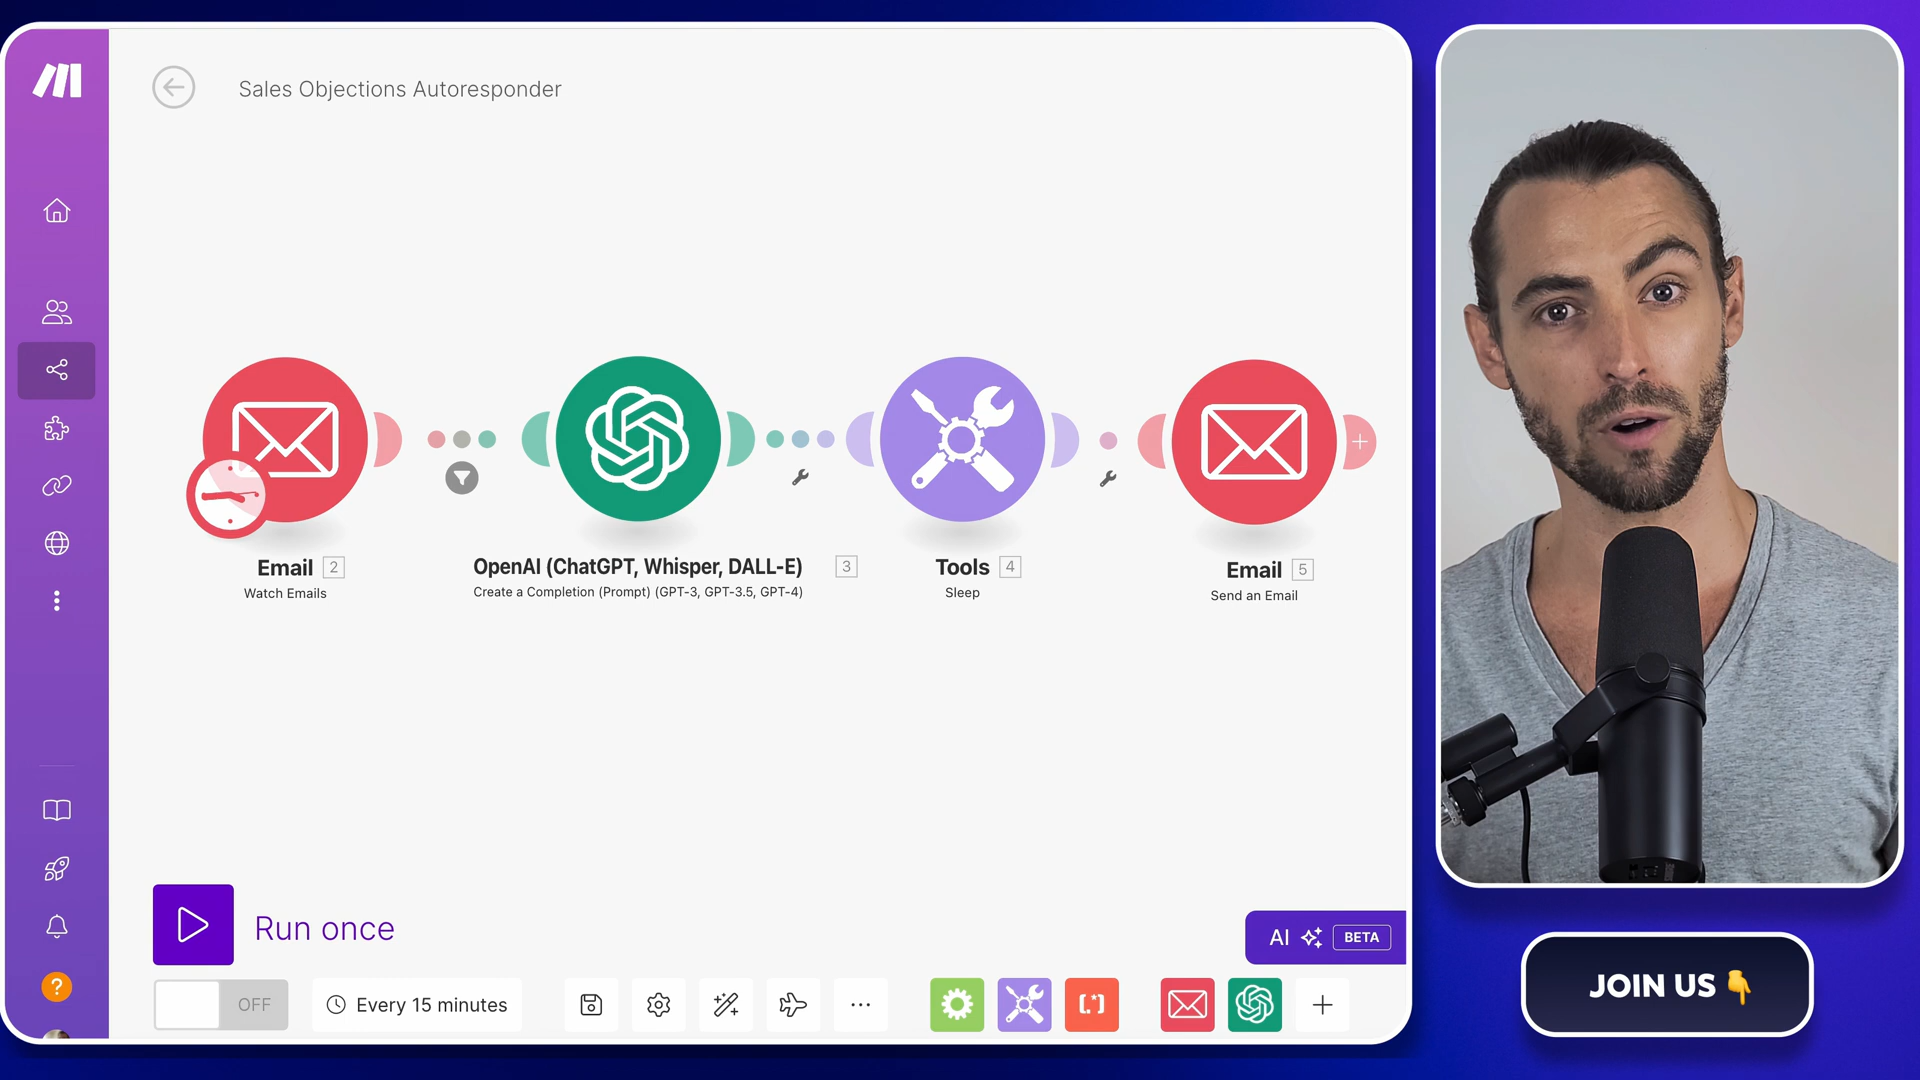 Sales Objections Autoresponder
Email 2
Watch Emails
OpenAI (ChatGPT, Whisper, DALL-E) 3
Create a Completion (Prompt) (GPT-3, GPT-3.5, GPT-4)
Tools 4
Sleep
Email 5
Send an Email
Run once
AI BETA
OFF
Every 15 minutes
?
JOIN US 👇